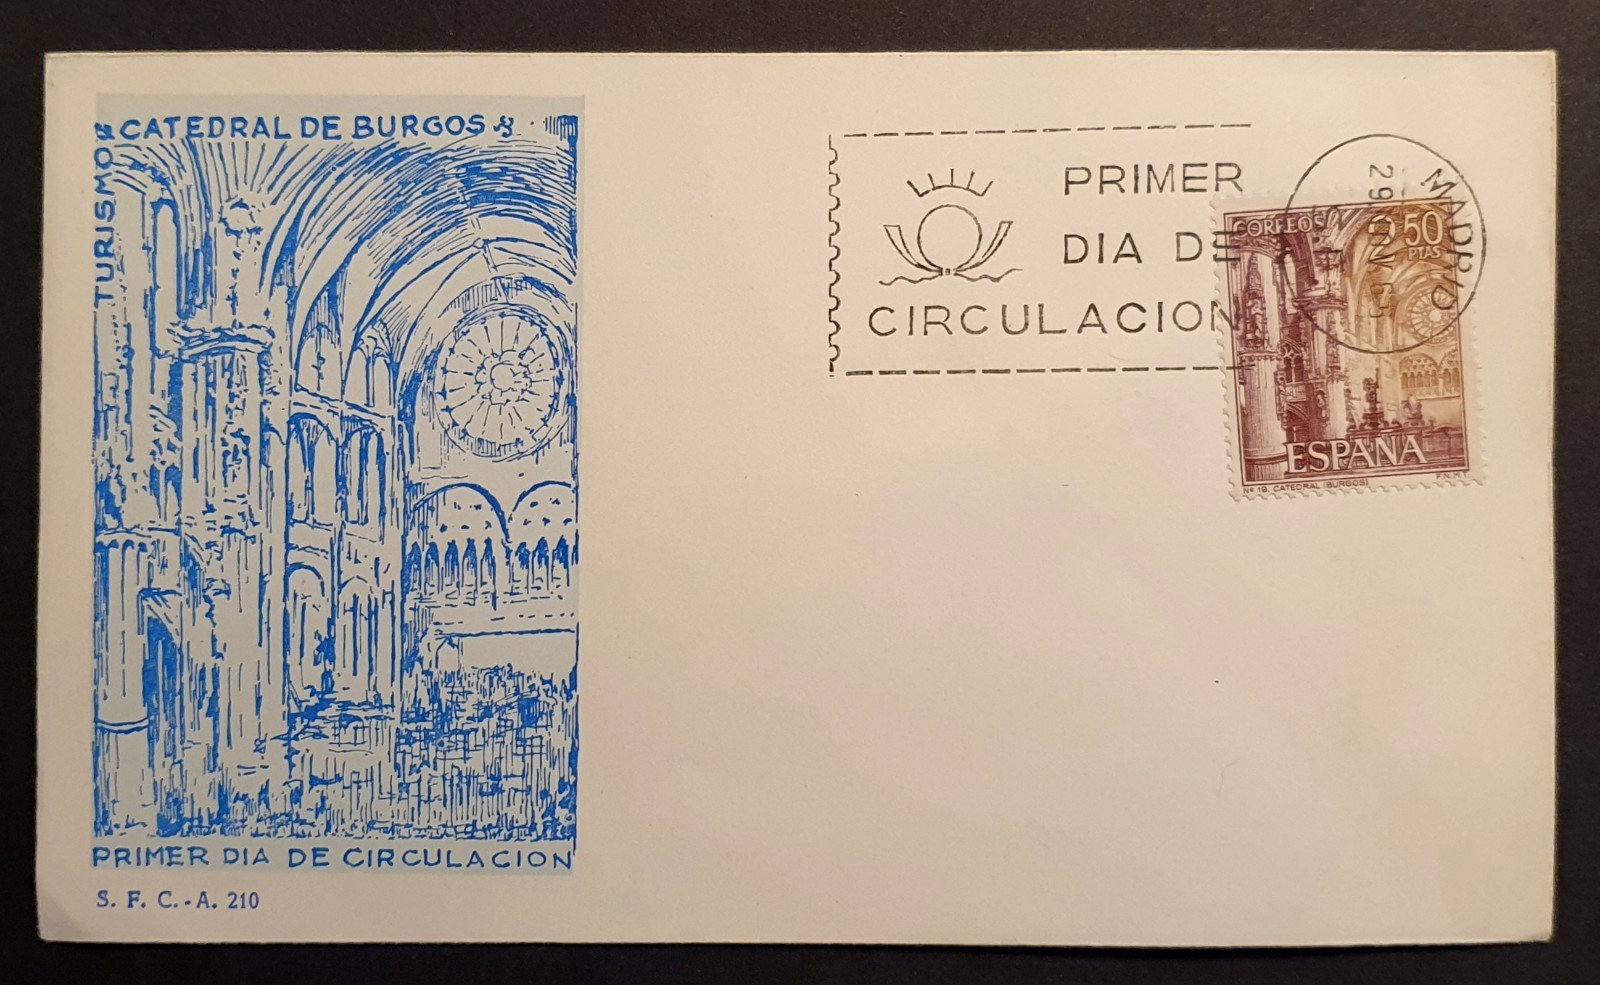 CATEDRAL DE BURGOS
TURISMO
PRIMER DIA DE CIRCULACION
S. F. C.-A. 210
PRIMER
DIA DE
CIRCULACION
MADRID
CORREOS
2'50
PTAS
ESPAÑA
Nº 19. CATEDRAL (BURGOS)
F.N.M.T.